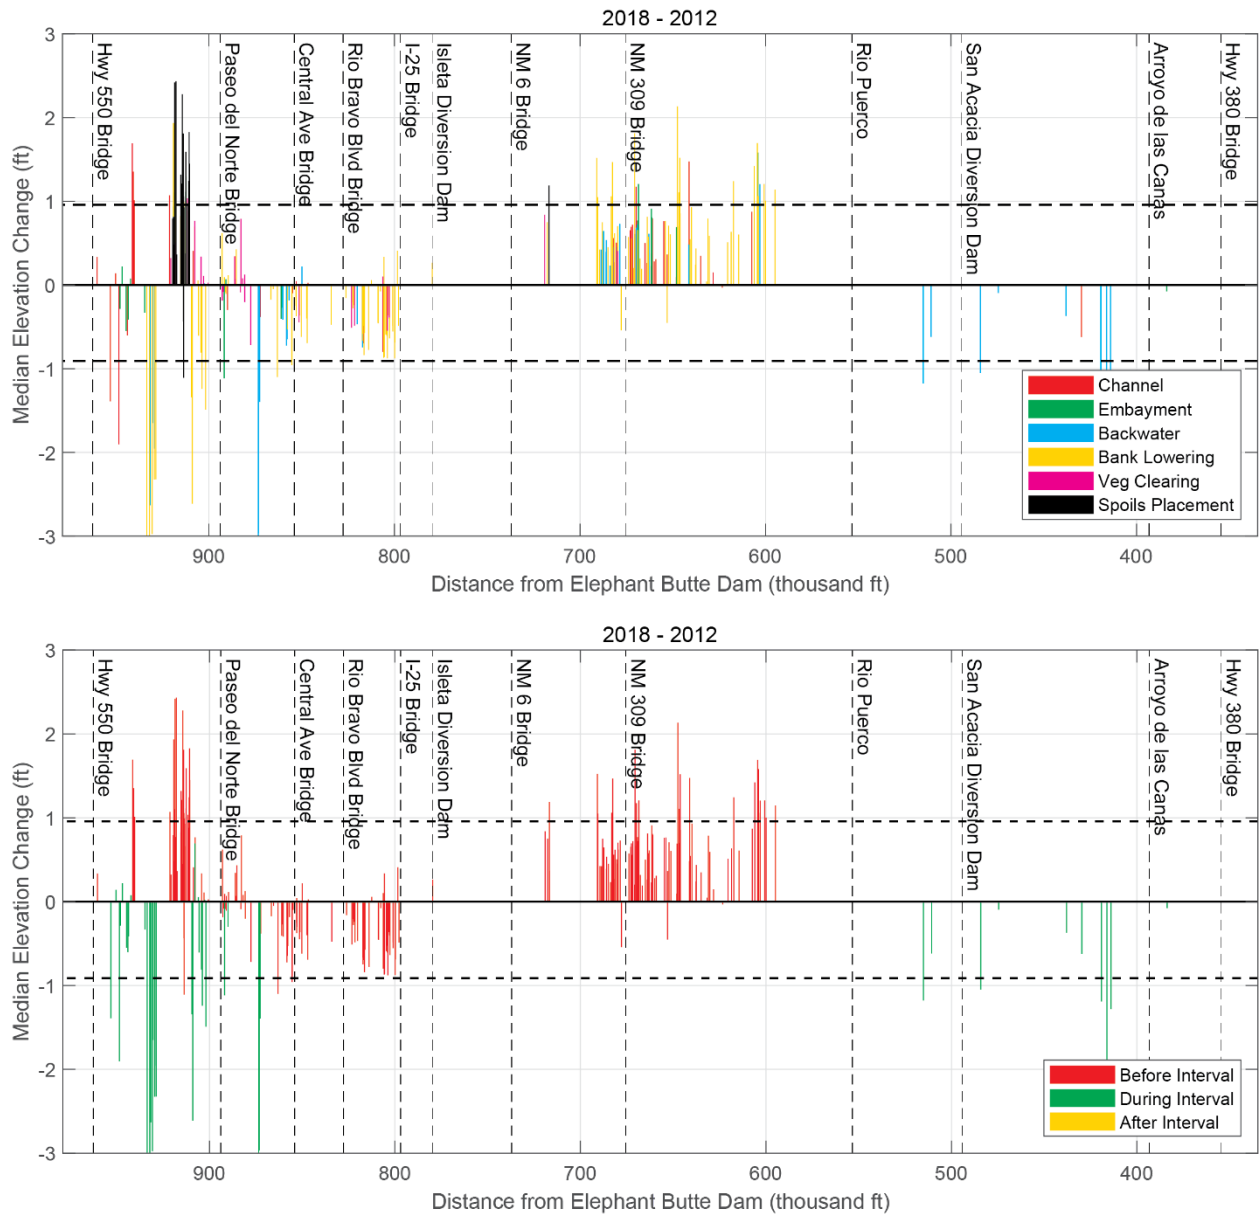 2018 - 2012
Median Elevation Change (ft)
3
2
1
0
-1
-2
-3
Hwy 550 Bridge
Paseo del Norte Bridge
Central Ave Bridge
Rio Bravo Blvd Bridge
I-25 Bridge
Isleta Diversion Dam
NM 6 Bridge
NM 309 Bridge
Rio Puerco
San Acacia Diversion Dam
Arroyo de las Canas
Hwy 380 Bridge
Channel
Embayment
Backwater
Bank Lowering
Veg Clearing
Spoils Placement
900 800 700 600 500 400
Distance from Elephant Butte Dam (thousand ft)
2018 - 2012
Median Elevation Change (ft)
3
2
1
0
-1
-2
-3
Hwy 550 Bridge
Paseo del Norte Bridge
Central Ave Bridge
Rio Bravo Blvd Bridge
I-25 Bridge
Isleta Diversion Dam
NM 6 Bridge
NM 309 Bridge
Rio Puerco
San Acacia Diversion Dam
Arroyo de las Canas
Hwy 380 Bridge
Before Interval
During Interval
After Interval
900 800 700 600 500 400
Distance from Elephant Butte Dam (thousand ft)